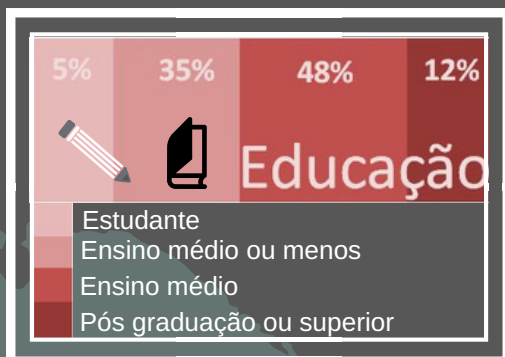 5% 35% 48% 12%
Educação
Estudante
Ensino médio ou menos
Ensino médio
Pós graduação ou superior